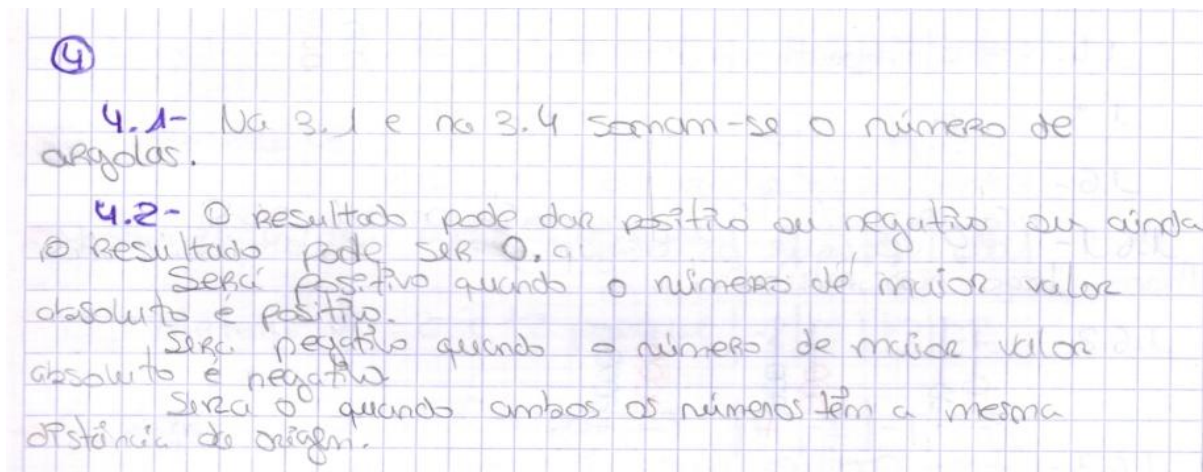 4
4.1- Na 3.1 e na 3.4 somam-se o número de
argolas.
4.2- O resultado pode dar positivo ou negativo ou ainda
o resultado pode ser 0.
Será positivo quando o número de maior valor
absoluto é positivo.
Será negativo quando o número de maior valor
absoluto é negativo
Será 0 quando ambos os números têm a mesma
distância da origem.